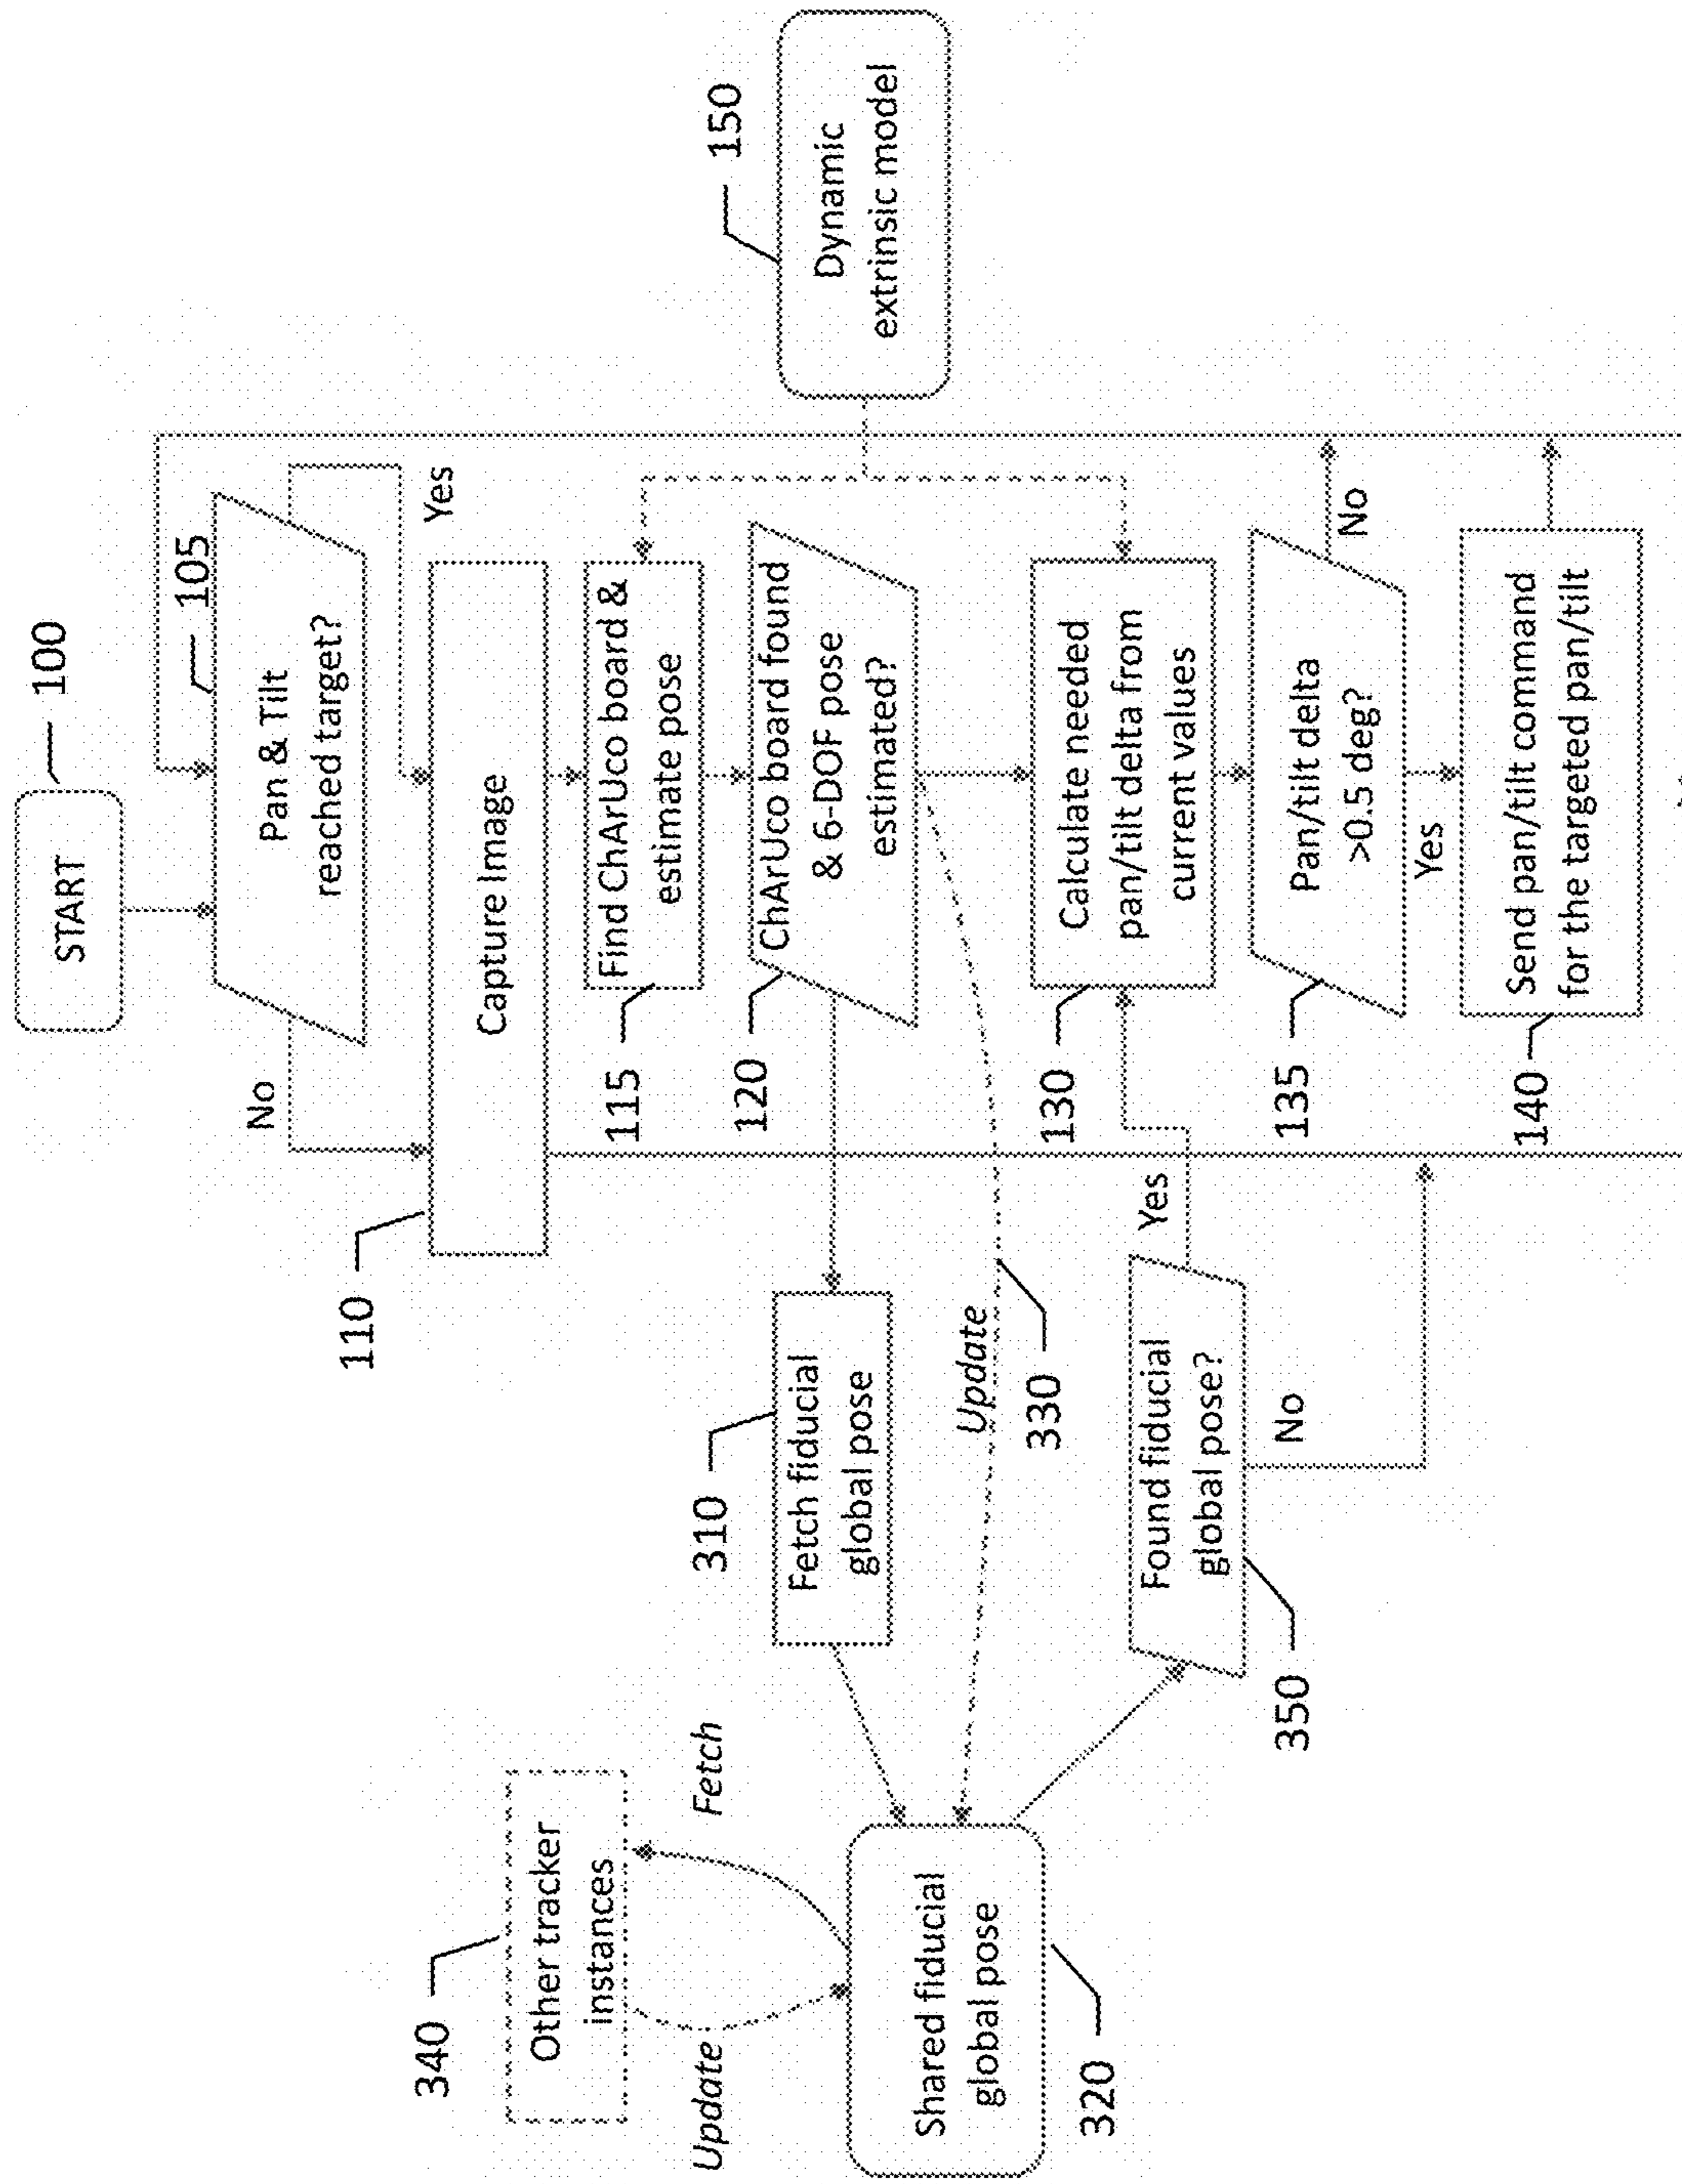 START
100
105
Pan & Tilt
reached target?
No
Yes
110
Capture Image
115
Find ChArUco board &
estimate pose
120
ChArUco board found
& 6-DOF pose
estimated?
150
Dynamic
extrinsic model
310
Fetch fiducial
global pose
340
Other tracker
instances
Fetch
Update
Update
330
320
Shared fiducial
global pose
350
Found fiducial
global pose?
Yes
No
130
Calculate needed
pan/tilt delta from
current values
135
Pan/tilt delta
>0.5 deg?
No
Yes
140
Send pan/tilt command
for the targeted pan/tilt